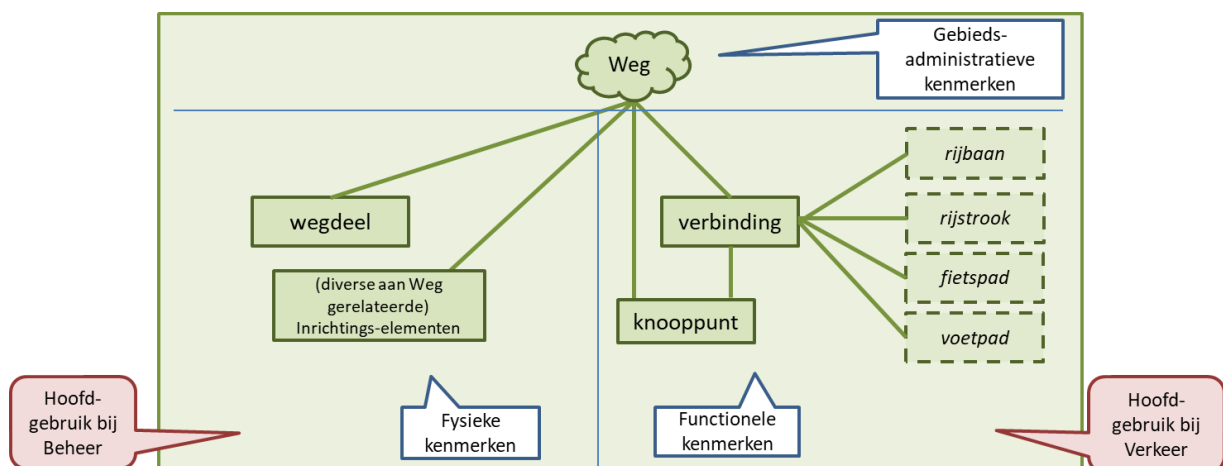 Weg
Gebieds-
administratieve
kenmerken
wegdeel
(diverse aan Weg
gerelateerde)
Inrichtings-elementen
verbinding
knooppunt
rijbaan
rijstrook
fietspad
voetpad
Hoofd-
gebruik bij
Beheer
Fysieke
kenmerken
Functionele
kenmerken
Hoofd-
gebruik bij
Verkeer